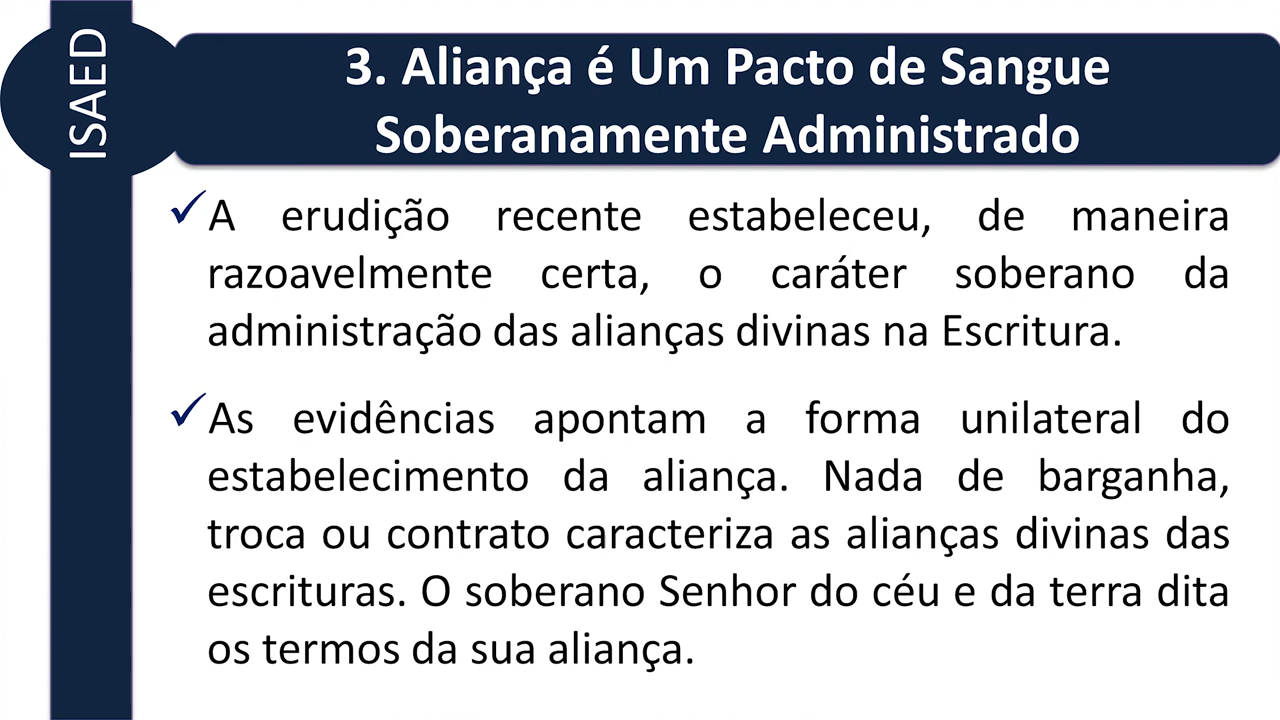 ISAED
3. Aliança é Um Pacto de Sangue
Soberanamente Administrado
✓A erudição recente estabeleceu, de maneira
razoavelmente certa, o caráter soberano da
administração das alianças divinas na Escritura.
✓As evidências apontam a forma unilateral do
estabelecimento da aliança. Nada de barganha,
troca ou contrato caracteriza as alianças divinas das
escrituras. O soberano Senhor do céu e da terra dita
os termos da sua aliança.